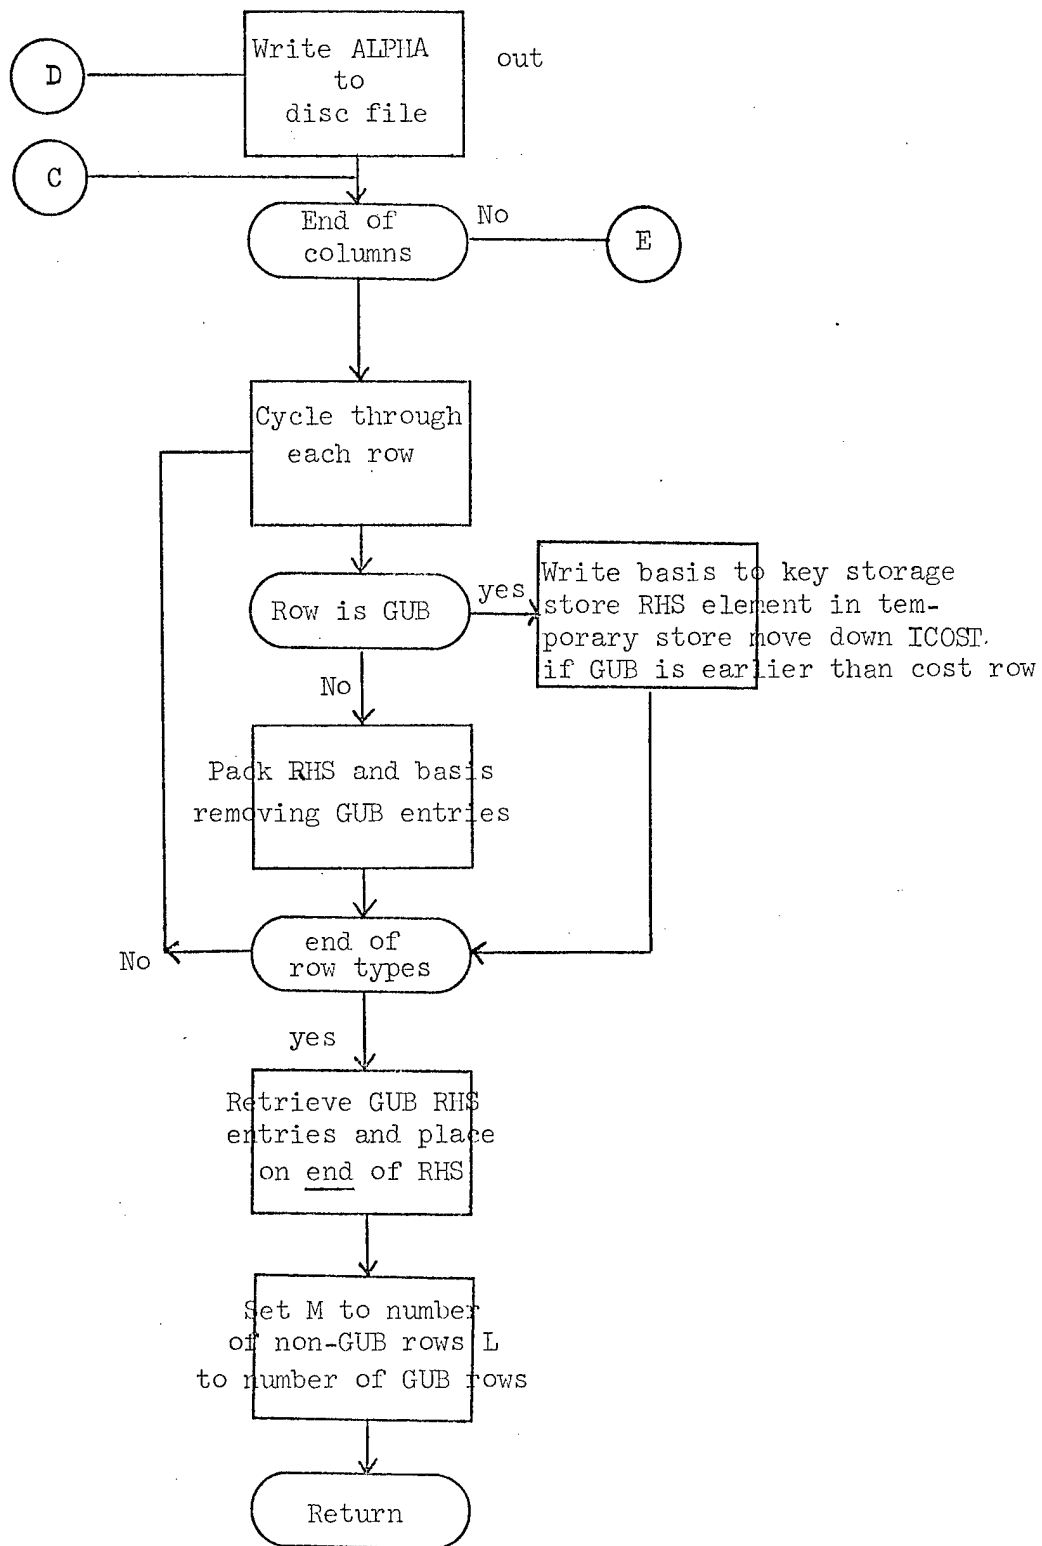 D
Write ALPHA
to
disc file
out
C
End of
columns
No
E
Cycle through
each row
Row is GUB
yes
Write basis to key storage
store RHS element in tem-
porary store move down ICOST.
if GUB is earlier than cost row
No
Pack RHS and basis
removing GUB entries
end of
row types
No
yes
Retrieve GUB RHS
entries and place
on end of RHS
Set M to number
of non-GUB rows L
to number of GUB rows
Return